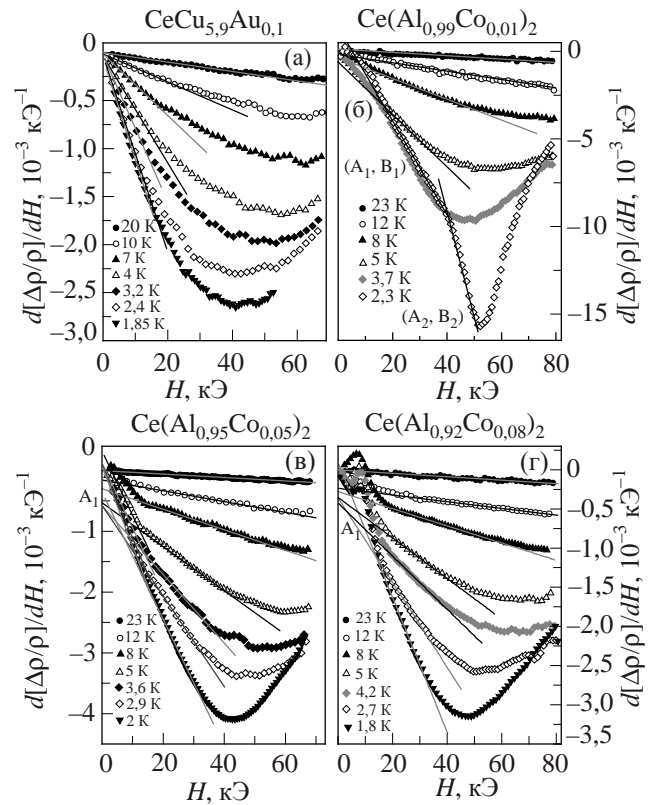 CeCu5,9Au0,1
(а)
0
−0,5
−1,0
−1,5
−2,0
−2,5
−3,0
d[Δρ/ρ]/dH, 10−3 кЭ−1
20 K
10 K
7 K
4 K
3,2 K
2,4 K
1,85 K
0 20 40 60
H, кЭ
Ce(Al0,99Co0,01)2
(б)
0
−5
−10
−15
d[Δρ/ρ]/dH, 10−3 кЭ−1
(A1, B1)
23 K
12 K
8 K
5 K
3,7 K
2,3 K
(A2, B2)
0 20 40 60 80
H, кЭ
Ce(Al0,95Co0,05)2
(в)
0
−1
−2
−3
−4
d[Δρ/ρ]/dH, 10−3 кЭ−1
A1
23 K
12 K
8 K
5 K
3,6 K
2,9 K
2 K
0 20 40 60
H, кЭ
Ce(Al0,92Co0,08)2
(г)
0
−0,5
−1,0
−1,5
−2,0
−2,5
−3,0
−3,5
d[Δρ/ρ]/dH, 10−3 кЭ−1
A1
23 K
12 K
8 K
5 K
4,2 K
2,7 K
1,8 K
0 20 40 60 80
H, кЭ